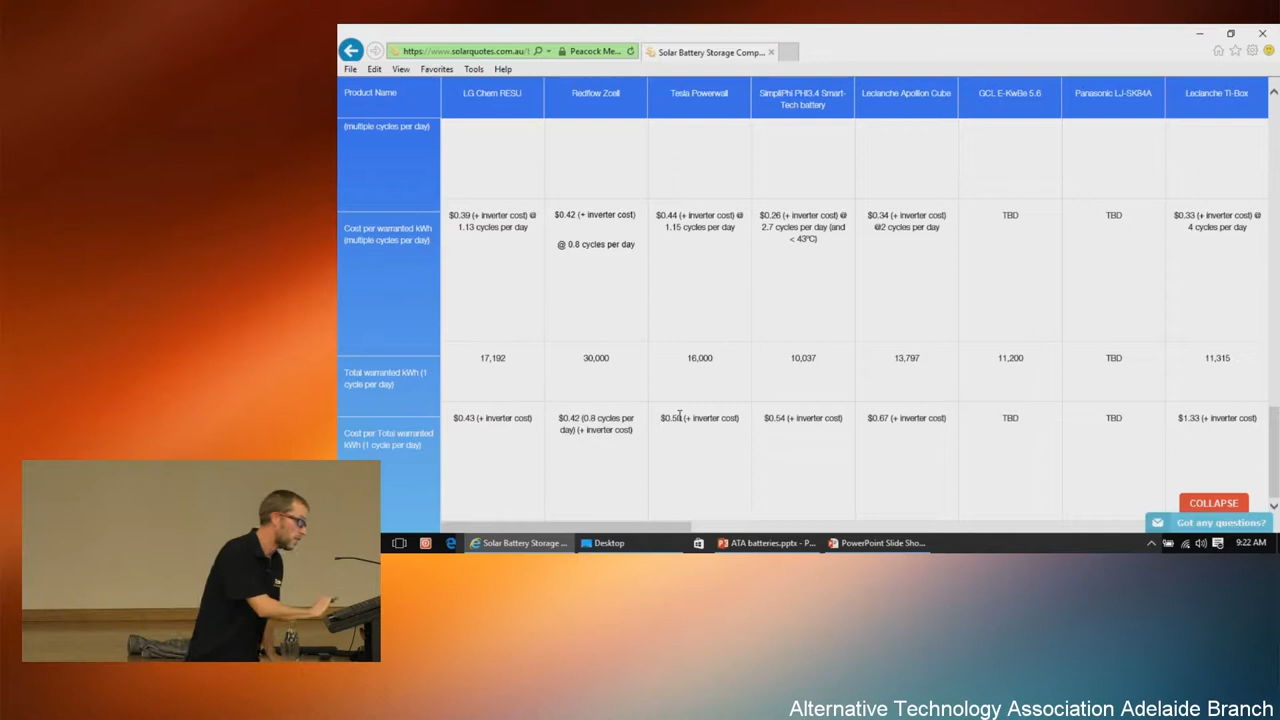 https://www.solarquotes.com.au/
Peacock Me...
Solar Battery Storage Comp...
File Edit View Favorites Tools Help
Product Name
LG Chem RESU
Redflow Zcell
Tesla Powerwall
SimpliPhi PHI3.4 Smart-
Tech battery
Leclanche Apollion Cube
GCL E-KwBe 5.6
Panasonic LJ-SK84A
Leclanche TI-Box
(multiple cycles per day)
Cost per warranted kWh
(multiple cycles per day)
$0.39 (+ inverter cost) @
1.13 cycles per day
$0.42 (+ inverter cost)
@ 0.8 cycles per day
$0.44 (+ inverter cost) @
1.15 cycles per day
$0.26 (+ inverter cost) @
2.7 cycles per day (and
< 43°C)
$0.34 (+ inverter cost)
@2 cycles per day
TBD
TBD
$0.33 (+ inverter cost) @
4 cycles per day
Total warranted kWh (1
cycle per day)
17,192
30,000
16,000
10,037
13,797
11,200
TBD
11,315
Cost per Total warranted
kWh (1 cycle per day)
$0.43 (+ inverter cost)
$0.42 (0.8 cycles per
day) (+ inverter cost)
(+ inverter cost)
$0.54 (+ inverter cost)
$0.67 (+ inverter cost)
TBD
TBD
$1.33 (+ inverter cost)
COLLAPSE
Got any questions?
Solar Battery Storage ...
Desktop
ATA batteries.pptx - P...
PowerPoint Slide Sho...
9:22 AM
Alternative Technology Association Adelaide Branch